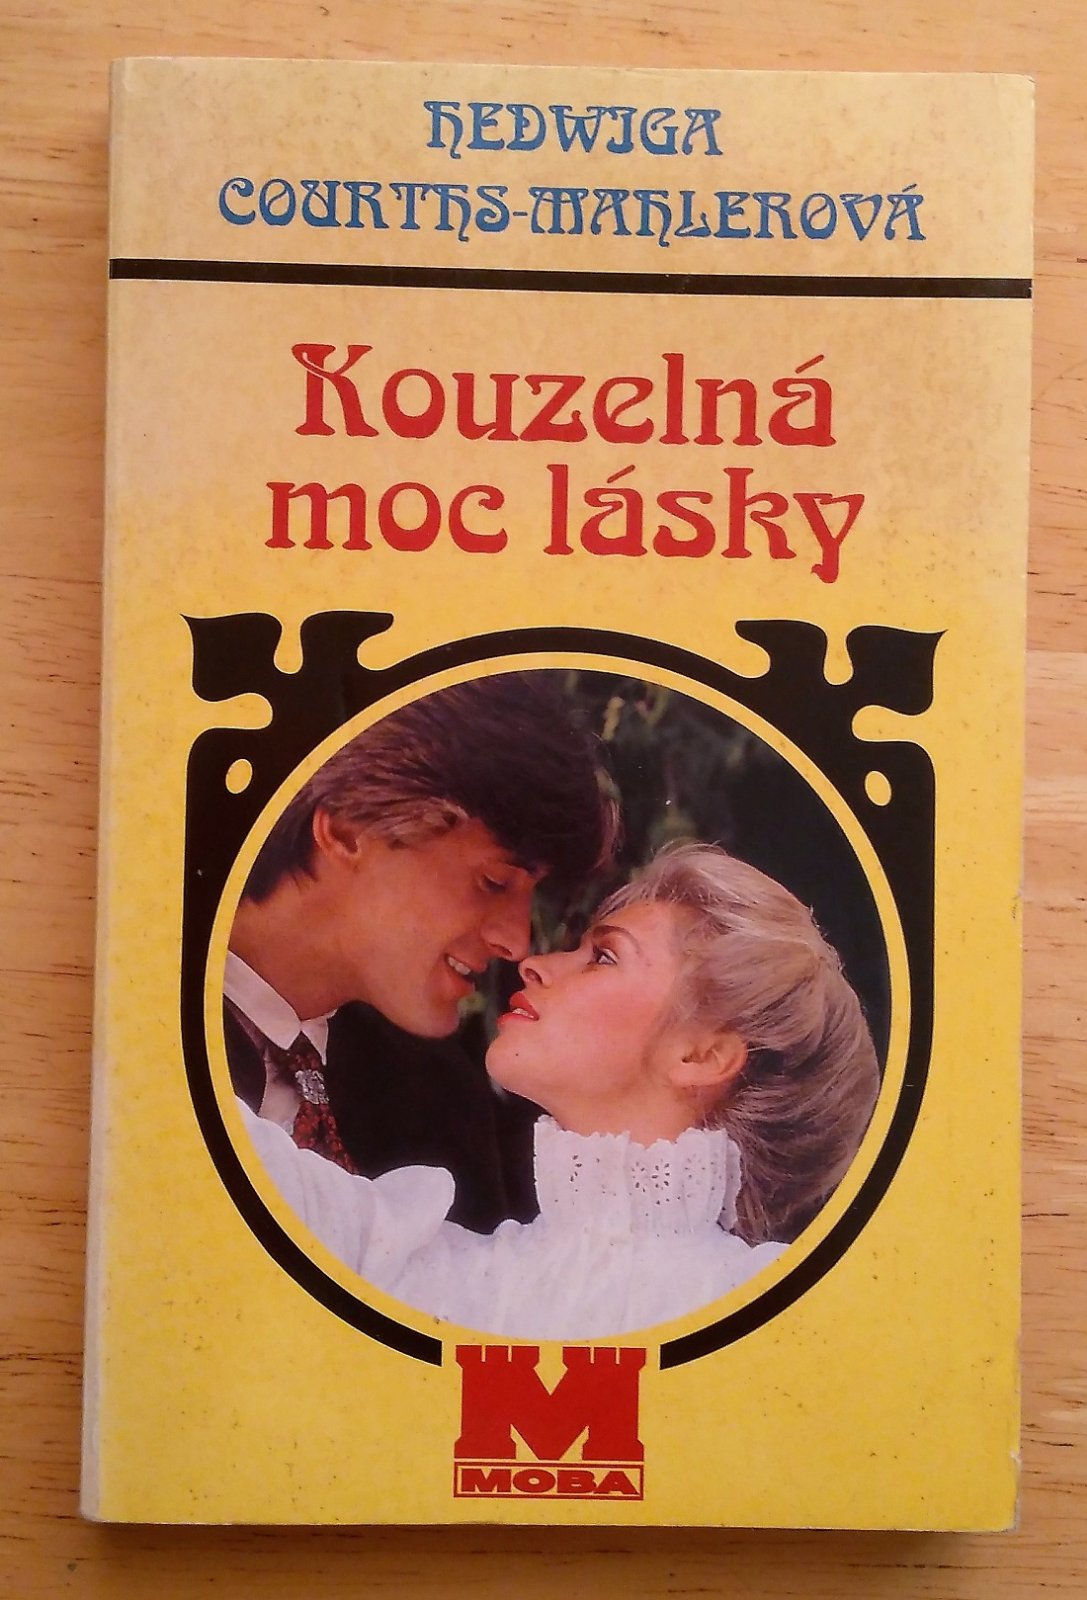 HEDWIGA
COURTHS-MAHLEROVÁ
Kouzelná
moc lásky
M
MOBA